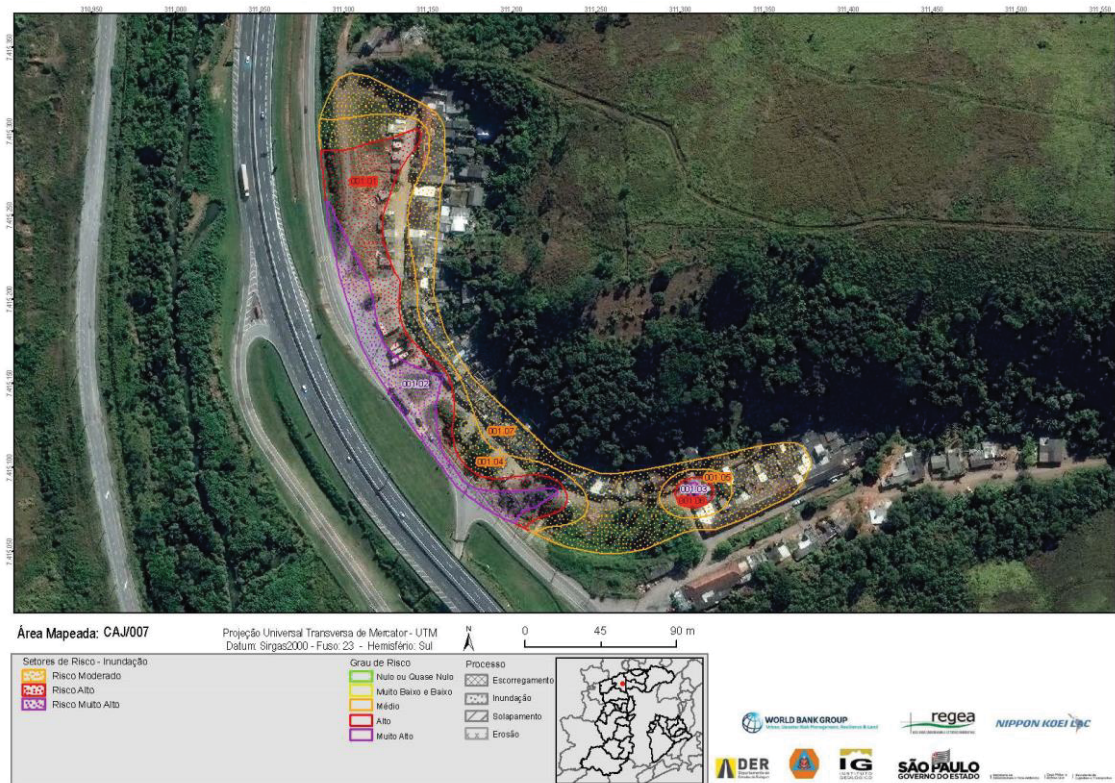 310,950 311,000 311,050 311,100 311,150 311,200 311,250 311,300 311,350 311,400 311,450 311,500 311,550
001.01
001.02
001.07
001.04
001.05
001.03
Área Mapeada: CAJ/007
Projeção Universal Transversa de Mercator - UTM
Datum: Sirgas2000 - Fuso: 23 - Hemisfério: Sul
N
0 45 90 m
Setores de Risco - Inundação
Risco Moderado
Risco Alto
Risco Muito Alto
Grau de Risco
Nulo ou Quase Nulo
Muito Baixo e Baixo
Médio
Alto
Muito Alto
Processo
Escorregamento
Inundação
Solapamento
Erosão
WORLD BANK GROUP
regea
NIPPON KOEI LAC
DER
IG
INSTITUTO
GEOLÓGICO
SÃO PAULO
GOVERNO DO ESTADO